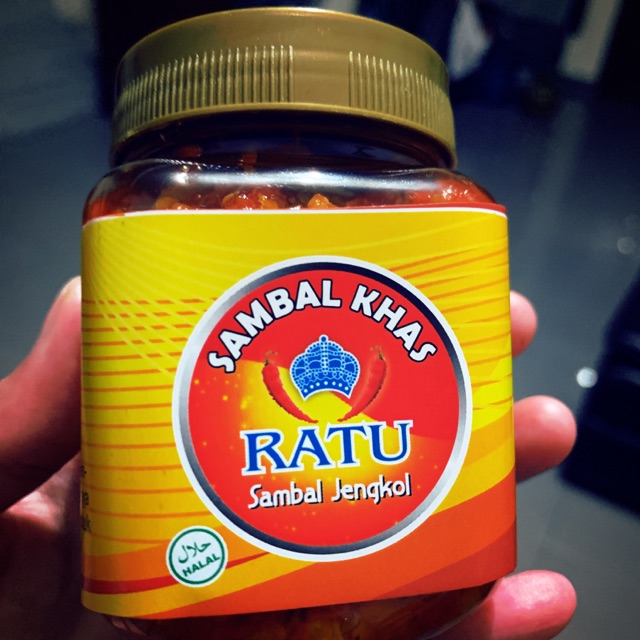 SAMBAL KHAS
RATU
Sambal Jengkol
حلال
HALAL